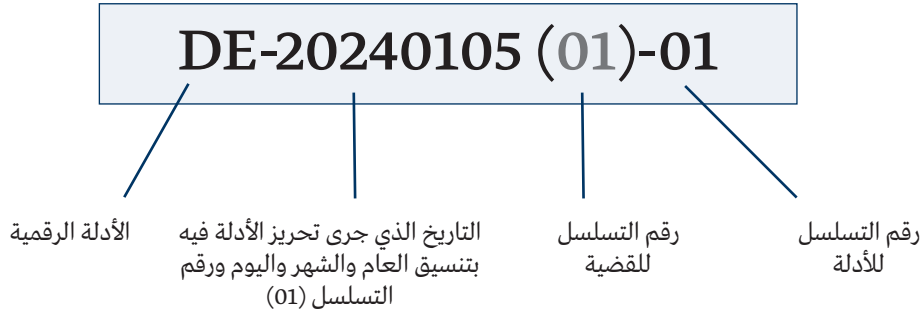 DE-20240105 (01)-01
الأدلة الرقمية
التاريخ الذي جرى تحريز الأدلة فيه
بتنسيق العام والشهر واليوم ورقم
التسلسل (01)
رقم التسلسل
للقضية
رقم التسلسل
للأدلة